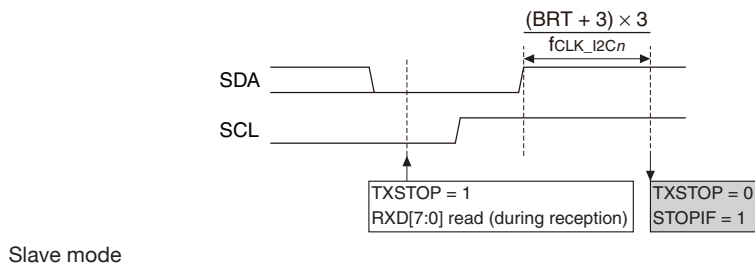 (BRT + 3) × 3
fCLK_I2Cn
SDA
SCL
TXSTOP = 1
RXD[7:0] read (during reception)
TXSTOP = 0
STOPIF = 1
Slave mode